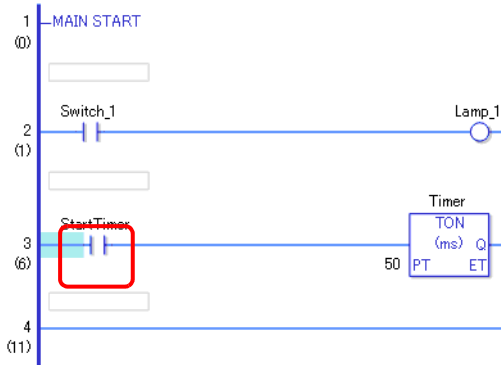 1 MAIN START
(0)
Switch_1 Lamp_1
2
(1)
Timer
StartTimer TON
3 (ms) Q
(6) 50 PT ET
4
(11)